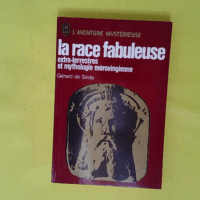 L'AVENTURE MYSTÉRIEUSE
la race fabuleuse
extra-terrestres
et mythologie mérovingienne
Gérard de Sède